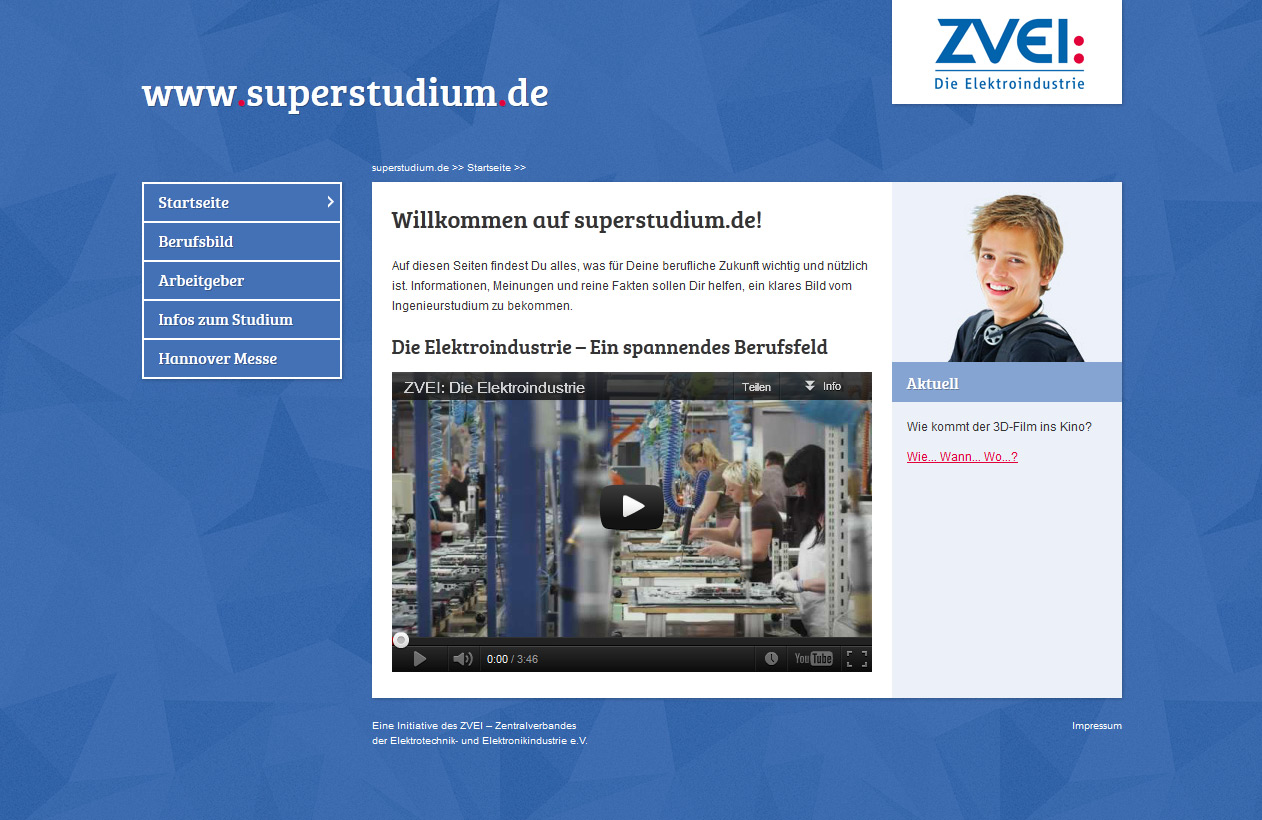 ZVEI:
Die Elektroindustrie
www.superstudium.de
superstudium.de >> Startseite >>
Startseite
Berufsbild
Arbeitgeber
Infos zum Studium
Hannover Messe
Willkommen auf superstudium.de!
Auf diesen Seiten findest Du alles, was für Deine berufliche Zukunft wichtig und nützlich
ist. Informationen, Meinungen und reine Fakten sollen Dir helfen, ein klares Bild vom
Ingenieurstudium zu bekommen.
Die Elektroindustrie – Ein spannendes Berufsfeld
ZVEI: Die Elektroindustrie
Teilen
Info
0:00 / 3:46
YouTube
Aktuell
Wie kommt der 3D-Film ins Kino?
Wie... Wann... Wo...?
Eine Initiative des ZVEI – Zentralverbandes
der Elektrotechnik- und Elektronikindustrie e.V.
Impressum